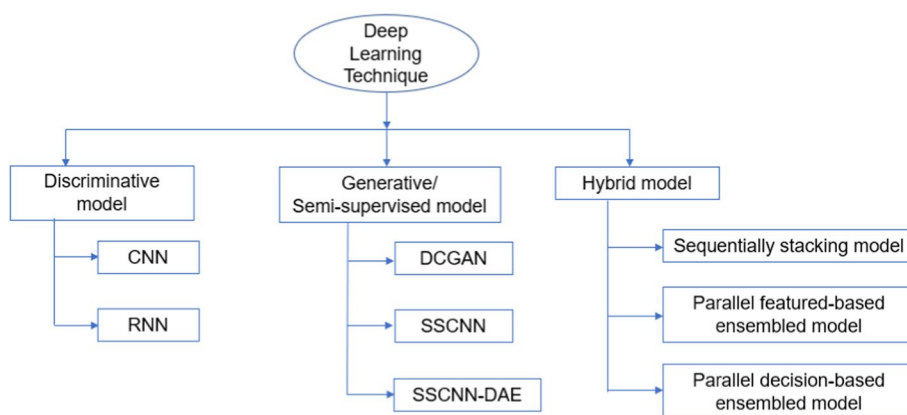 Deep
Learning
Technique
Discriminative
model
CNN
RNN
Generative/
Semi-supervised model
DCGAN
SSCNN
SSCNN-DAE
Hybrid model
Sequentially stacking model
Parallel featured-based
ensembled model
Parallel decision-based
ensembled model